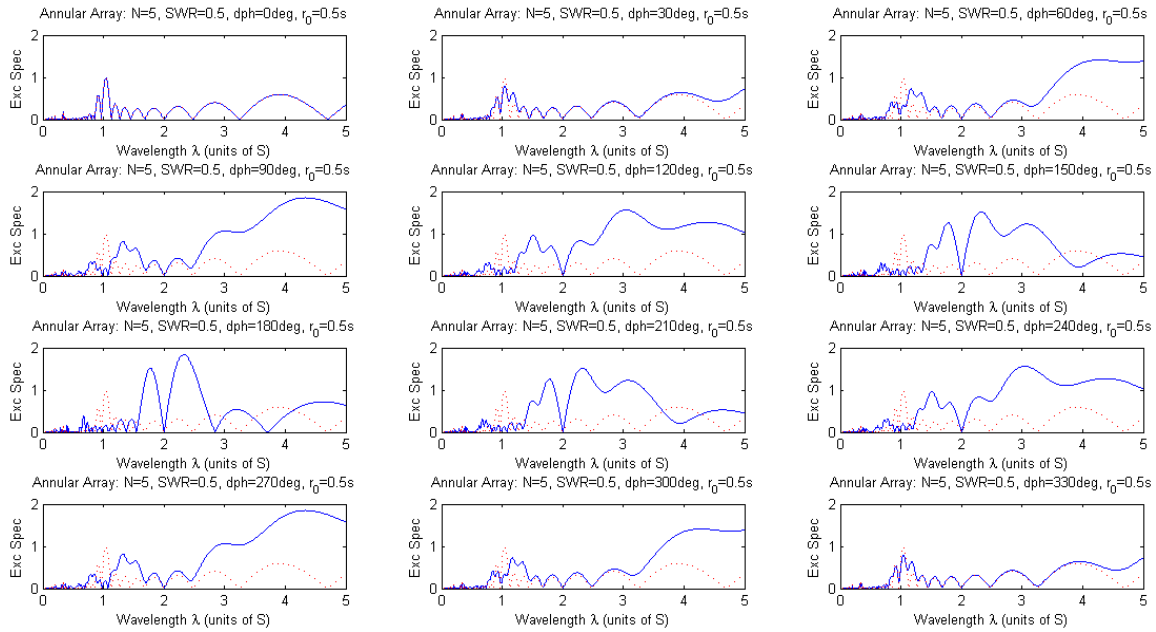 Annular Array: N=5, SWR=0.5, dph=0deg, r_0=0.5s
Exc Spec
2
1
0
0 1 2 3 4 5
Wavelength λ (units of S)
Annular Array: N=5, SWR=0.5, dph=30deg, r_0=0.5s
Exc Spec
2
1
0
0 1 2 3 4 5
Wavelength λ (units of S)
Annular Array: N=5, SWR=0.5, dph=60deg, r_0=0.5s
Exc Spec
2
1
0
0 1 2 3 4 5
Wavelength λ (units of S)
Annular Array: N=5, SWR=0.5, dph=90deg, r_0=0.5s
Exc Spec
2
1
0
0 1 2 3 4 5
Wavelength λ (units of S)
Annular Array: N=5, SWR=0.5, dph=120deg, r_0=0.5s
Exc Spec
2
1
0
0 1 2 3 4 5
Wavelength λ (units of S)
Annular Array: N=5, SWR=0.5, dph=150deg, r_0=0.5s
Exc Spec
2
1
0
0 1 2 3 4 5
Wavelength λ (units of S)
Annular Array: N=5, SWR=0.5, dph=180deg, r_0=0.5s
Exc Spec
2
1
0
0 1 2 3 4 5
Wavelength λ (units of S)
Annular Array: N=5, SWR=0.5, dph=210deg, r_0=0.5s
Exc Spec
2
1
0
0 1 2 3 4 5
Wavelength λ (units of S)
Annular Array: N=5, SWR=0.5, dph=240deg, r_0=0.5s
Exc Spec
2
1
0
0 1 2 3 4 5
Wavelength λ (units of S)
Annular Array: N=5, SWR=0.5, dph=270deg, r_0=0.5s
Exc Spec
2
1
0
0 1 2 3 4 5
Wavelength λ (units of S)
Annular Array: N=5, SWR=0.5, dph=300deg, r_0=0.5s
Exc Spec
2
1
0
0 1 2 3 4 5
Wavelength λ (units of S)
Annular Array: N=5, SWR=0.5, dph=330deg, r_0=0.5s
Exc Spec
2
1
0
0 1 2 3 4 5
Wavelength λ (units of S)